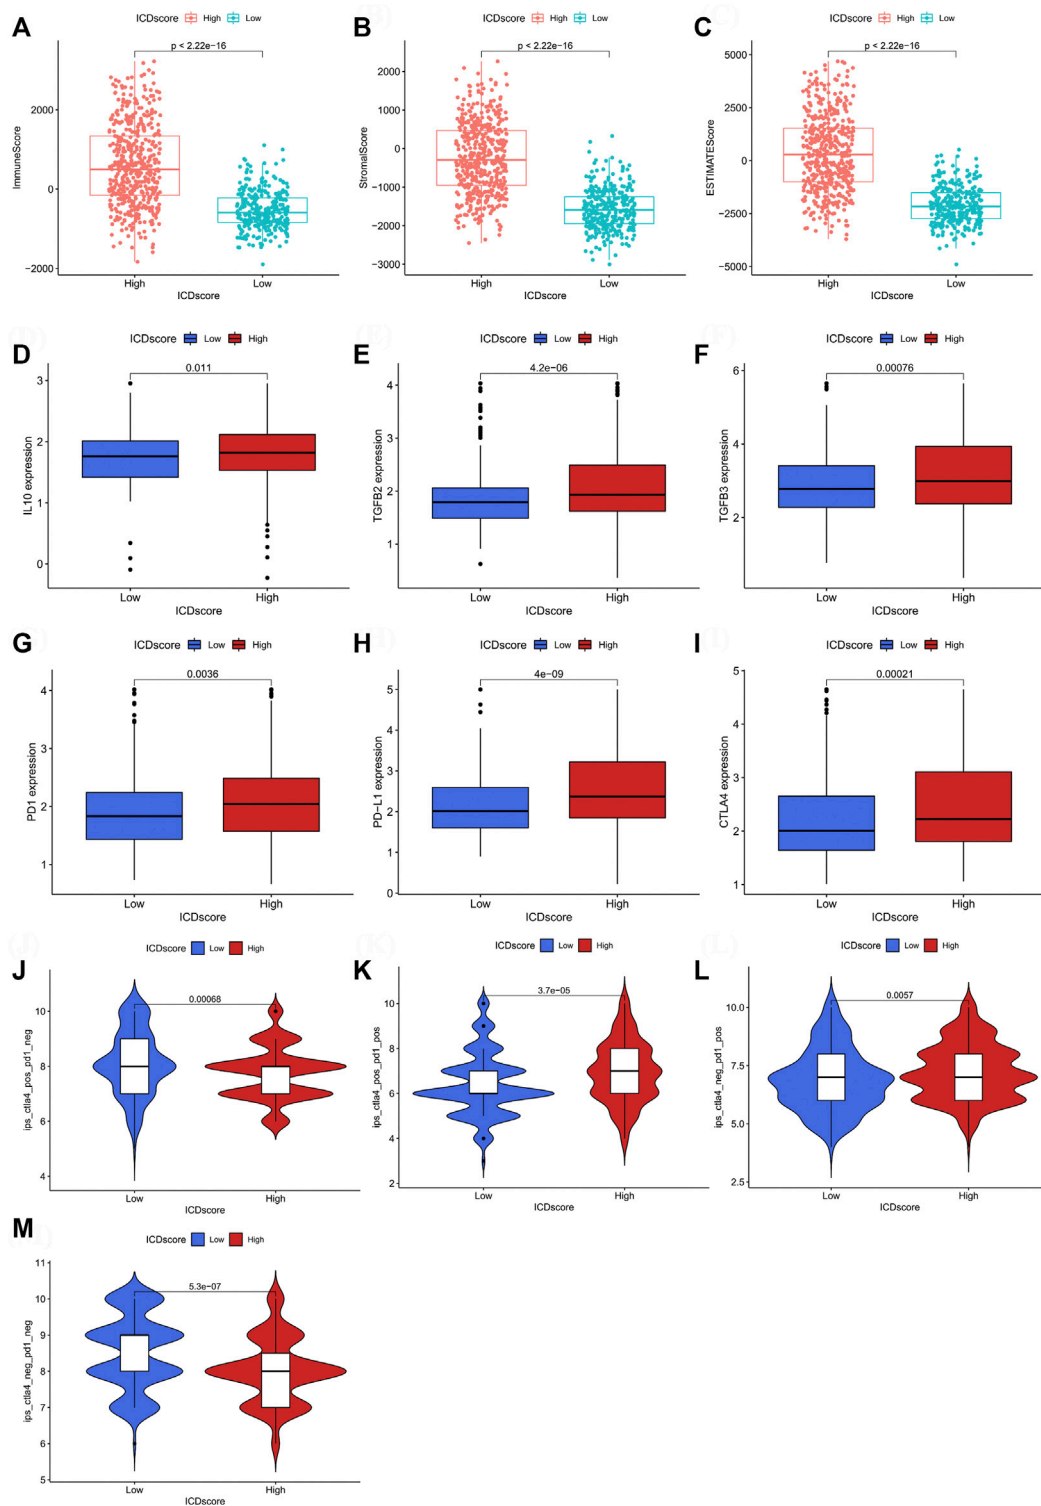 A
ICDscore High Low
p < 2.22e−16
ImmuneScore
2000
0
−2000
High Low
ICDscore
B
ICDscore High Low
p < 2.22e−16
StromalScore
2000
1000
0
−1000
−2000
−3000
High Low
ICDscore
C
ICDscore High Low
p < 2.22e−16
ESTIMATEScore
5000
2500
0
−2500
−5000
High Low
ICDscore
D
ICDscore Low High
0.011
IL10 expression
3
2
1
0
Low High
ICDscore
E
ICDscore Low High
4.2e−06
TGFB2 expression
4
3
2
1
Low High
ICDscore
F
ICDscore Low High
0.00076
TGFB3 expression
6
4
2
Low High
ICDscore
G
ICDscore Low High
0.0036
PD1 expression
4
3
2
1
Low High
ICDscore
H
ICDscore Low High
4e−09
PD−L1 expression
5
4
3
2
1
0
Low High
ICDscore
I
ICDscore Low High
0.00021
CTLA4 expression
5
4
3
2
1
Low High
ICDscore
J
ICDscore Low High
0.00068
ips_ctla4_pos_pd1_neg
10
8
6
4
Low High
ICDscore
K
ICDscore Low High
3.7e−05
ips_ctla4_pos_pd1_pos
10
8
6
4
2
Low High
ICDscore
L
ICDscore Low High
0.0057
ips_ctla4_neg_pd1_pos
10.0
7.5
5.0
2.5
Low High
ICDscore
M
ICDscore Low High
5.3e−07
ips_ctla4_neg_pd1_neg
11
10
9
8
7
6
5
Low High
ICDscore